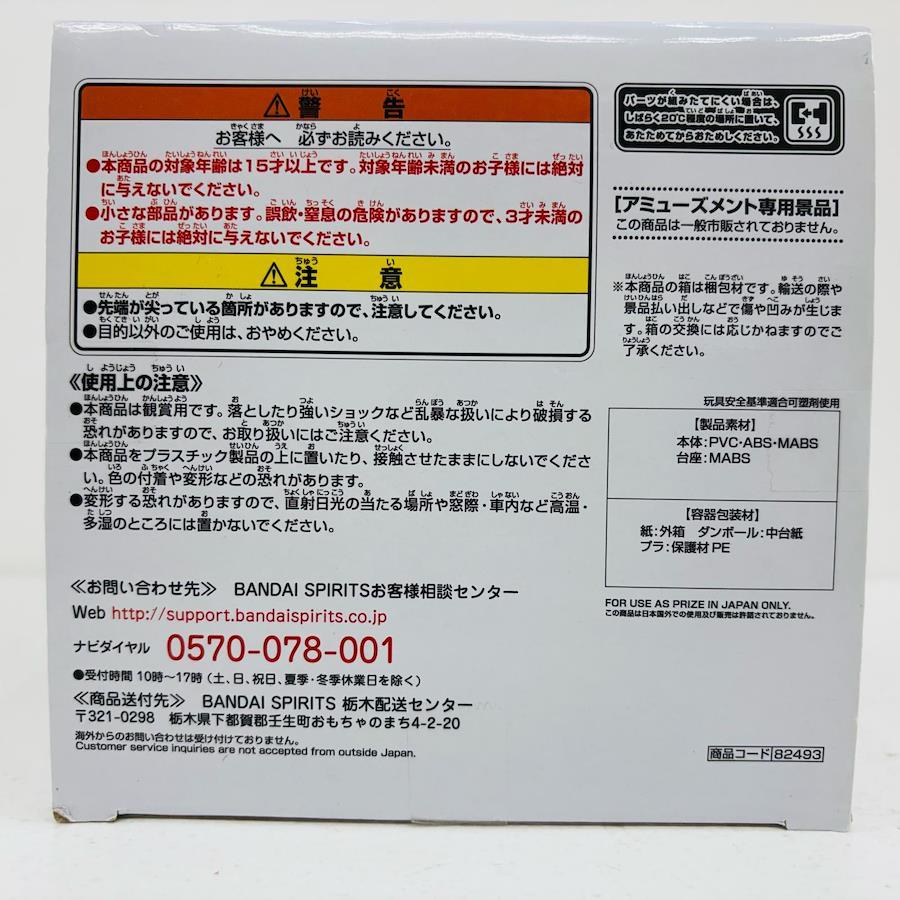 ⚠警告
お客様へ 必ずお読みください。
●本商品の対象年齢は15才以上です。対象年齢未満のお子様には絶対
に与えないでください。
●小さな部品があります。誤飲・窒息の危険がありますので、3才未満の
お子様には絶対に与えないでください。
⚠注意
●先端が尖っている箇所がありますので、注意してください。
●目的以外のご使用は、おやめください。
《使用上の注意》
●本商品は観賞用です。落としたり強いショックなど乱暴な扱いにより破損する
恐れがありますので、お取り扱いにはご注意ください。
●本商品をプラスチック製品の上に置いたり、接触させたままにしないでくださ
い。色の付着や変形などの恐れがあります。
●変形する恐れがありますので、直射日光の当たる場所や窓際・車内など高温・
多湿のところには置かないでください。
≪お問い合わせ先≫ BANDAI SPIRITSお客様相談センター
Web http://support.bandaispirits.co.jp
ナビダイヤル 0570-078-001
●受付時間 10時〜17時(土、日、祝日、夏季・冬季休業日を除く)
≪商品送付先≫ BANDAI SPIRITS 栃木配送センター
〒321-0298 栃木県下都賀郡壬生町おもちゃのまち4-2-20
海外からのお問い合わせは受け付けておりません。
Customer service inquiries are not accepted from outside Japan.
パーツが組みたてにくい場合は、
しばらく20℃程度の場所に置いて、
あたためてからおためしください。
[アミューズメント専用景品]
この商品は一般市販されておりません。
※本商品の箱は梱包材です。輸送の際や
景品払い出しなどで傷や凹みが生じま
す。箱の交換には応じかねますのでご
了承ください。
玩具安全基準適合可塑剤使用
【製品素材】
本体:PVC・ABS・MABS
台座:MABS
【容器包装材】
紙:外箱 ダンボール:中台紙
プラ:保護材PE
FOR USE AS PRIZE IN JAPAN ONLY.
この商品は日本国外での使用及び販売は許諾されておりません。
商品コード 82493